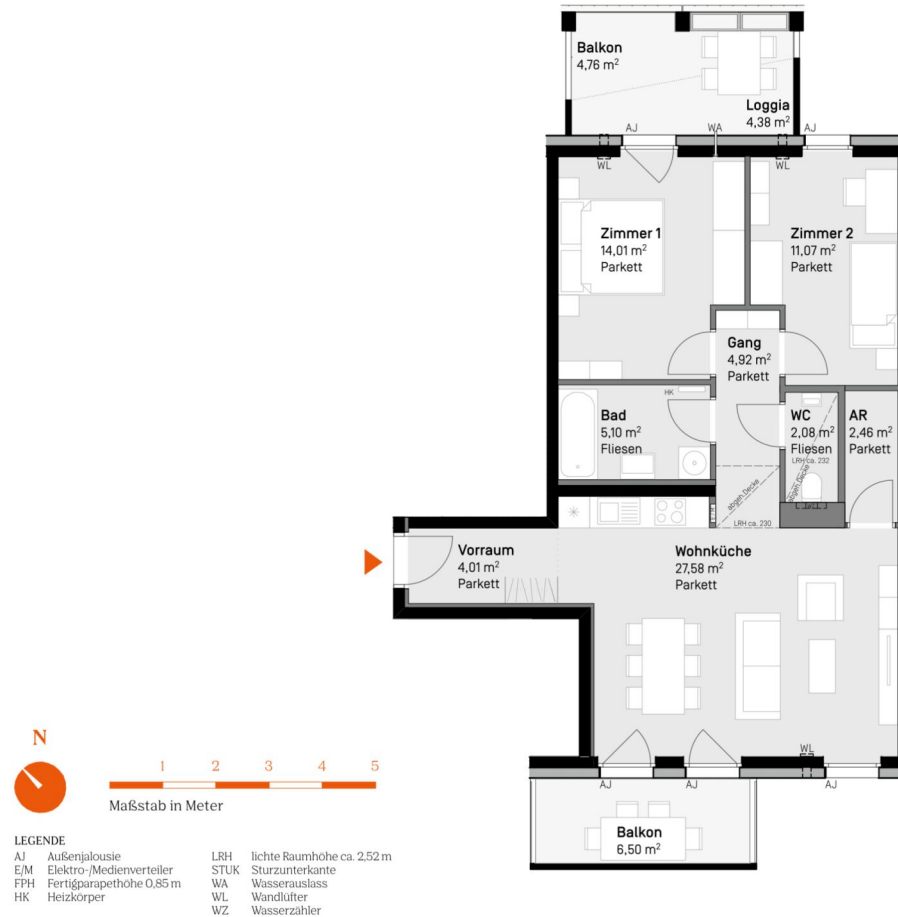 Balkon
4,76 m²
Loggia
4,38 m²
AJ
WA
AJ
WL
WL
Zimmer 1
14,01 m²
Parkett
Zimmer 2
11,07 m²
Parkett
Gang
4,92 m²
Parkett
HK
Bad
5,10 m²
Fliesen
WC
2,08 m²
Fliesen
LRH ca. 232
abgeh.Decke
AR
2,46 m²
Parkett
abgeh.Decke
LRH ca. 230
Vorraum
4,01 m²
Parkett
Wohnküche
27,58 m²
Parkett
WL
AJ
AJ
AJ
Balkon
6,50 m²
N
1 2 3 4 5
Maßstab in Meter
LEGENDE
AJ Außenjalousie
E/M Elektro-/Medienverteiler
FPH Fertigparapethöhe 0,85 m
HK Heizkörper
LRH lichte Raumhöhe ca. 2,52 m
STUK Sturzunterkante
WA Wasserauslass
WL Wandlüfter
WZ Wasserzähler